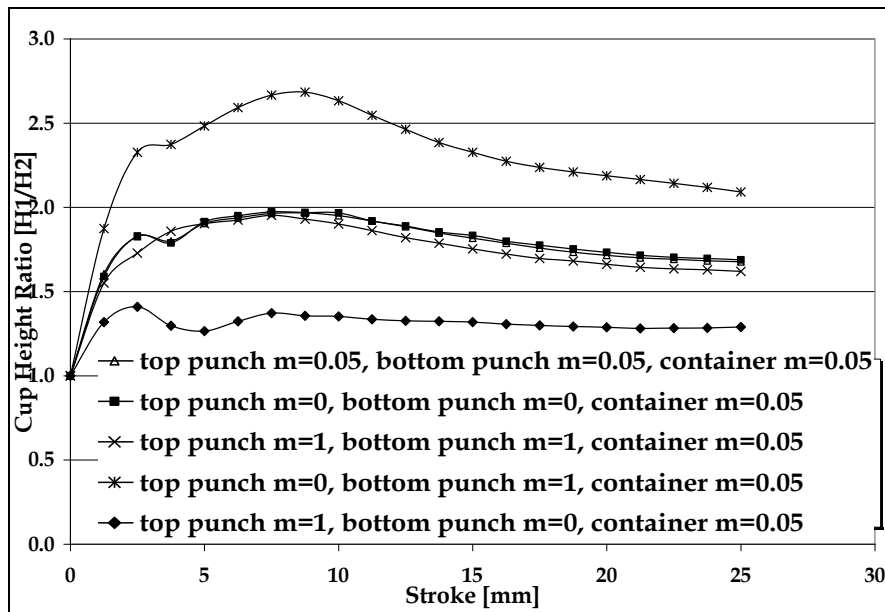 3.0
2.5
2.0
1.5
1.0
0.5
0.0
Cup Height Ratio [H1/H2]
top punch m=0.05, bottom punch m=0.05, container m=0.05
top punch m=0, bottom punch m=0, container m=0.05
top punch m=1, bottom punch m=1, container m=0.05
top punch m=0, bottom punch m=1, container m=0.05
top punch m=1, bottom punch m=0, container m=0.05
0 5 10 15 20 25 30
Stroke [mm]